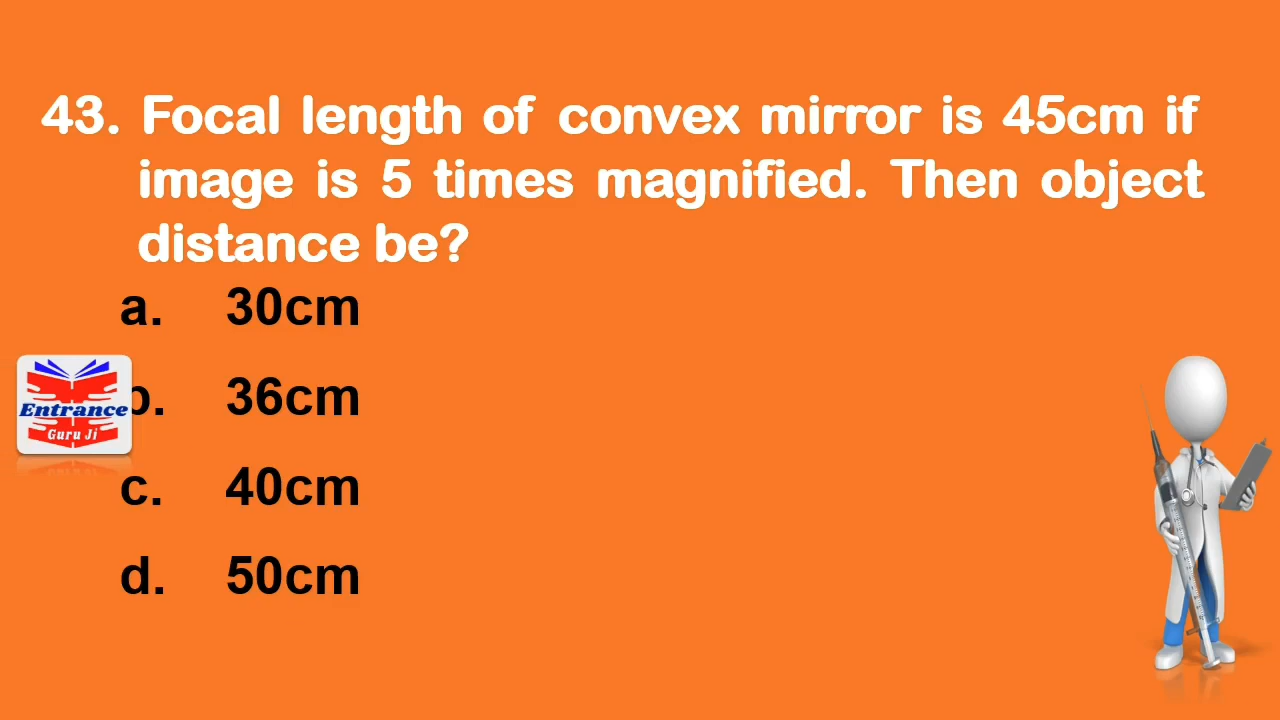 43. Focal length of convex mirror is 45cm if
image is 5 times magnified. Then object
distance be?
a. 30cm
b. 36cm
Entrance
Guru Ji
c. 40cm
d. 50cm